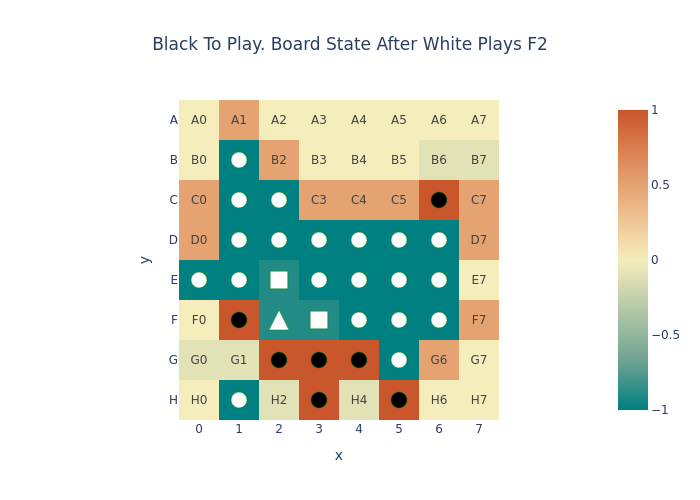 Black To Play. Board State After White Plays F2
A A0 A1 A2 A3 A4 A5 A6 A7
B B0 B2 B3 B4 B5 B6 B7
C C0 C3 C4 C5 C7
D D0 D7
E E7
F F0 F7
G G0 G1 G6 G7
H H0 H2 H4 H6 H7
0 1 2 3 4 5 6 7
x
y
1
0.5
0
−0.5
−1